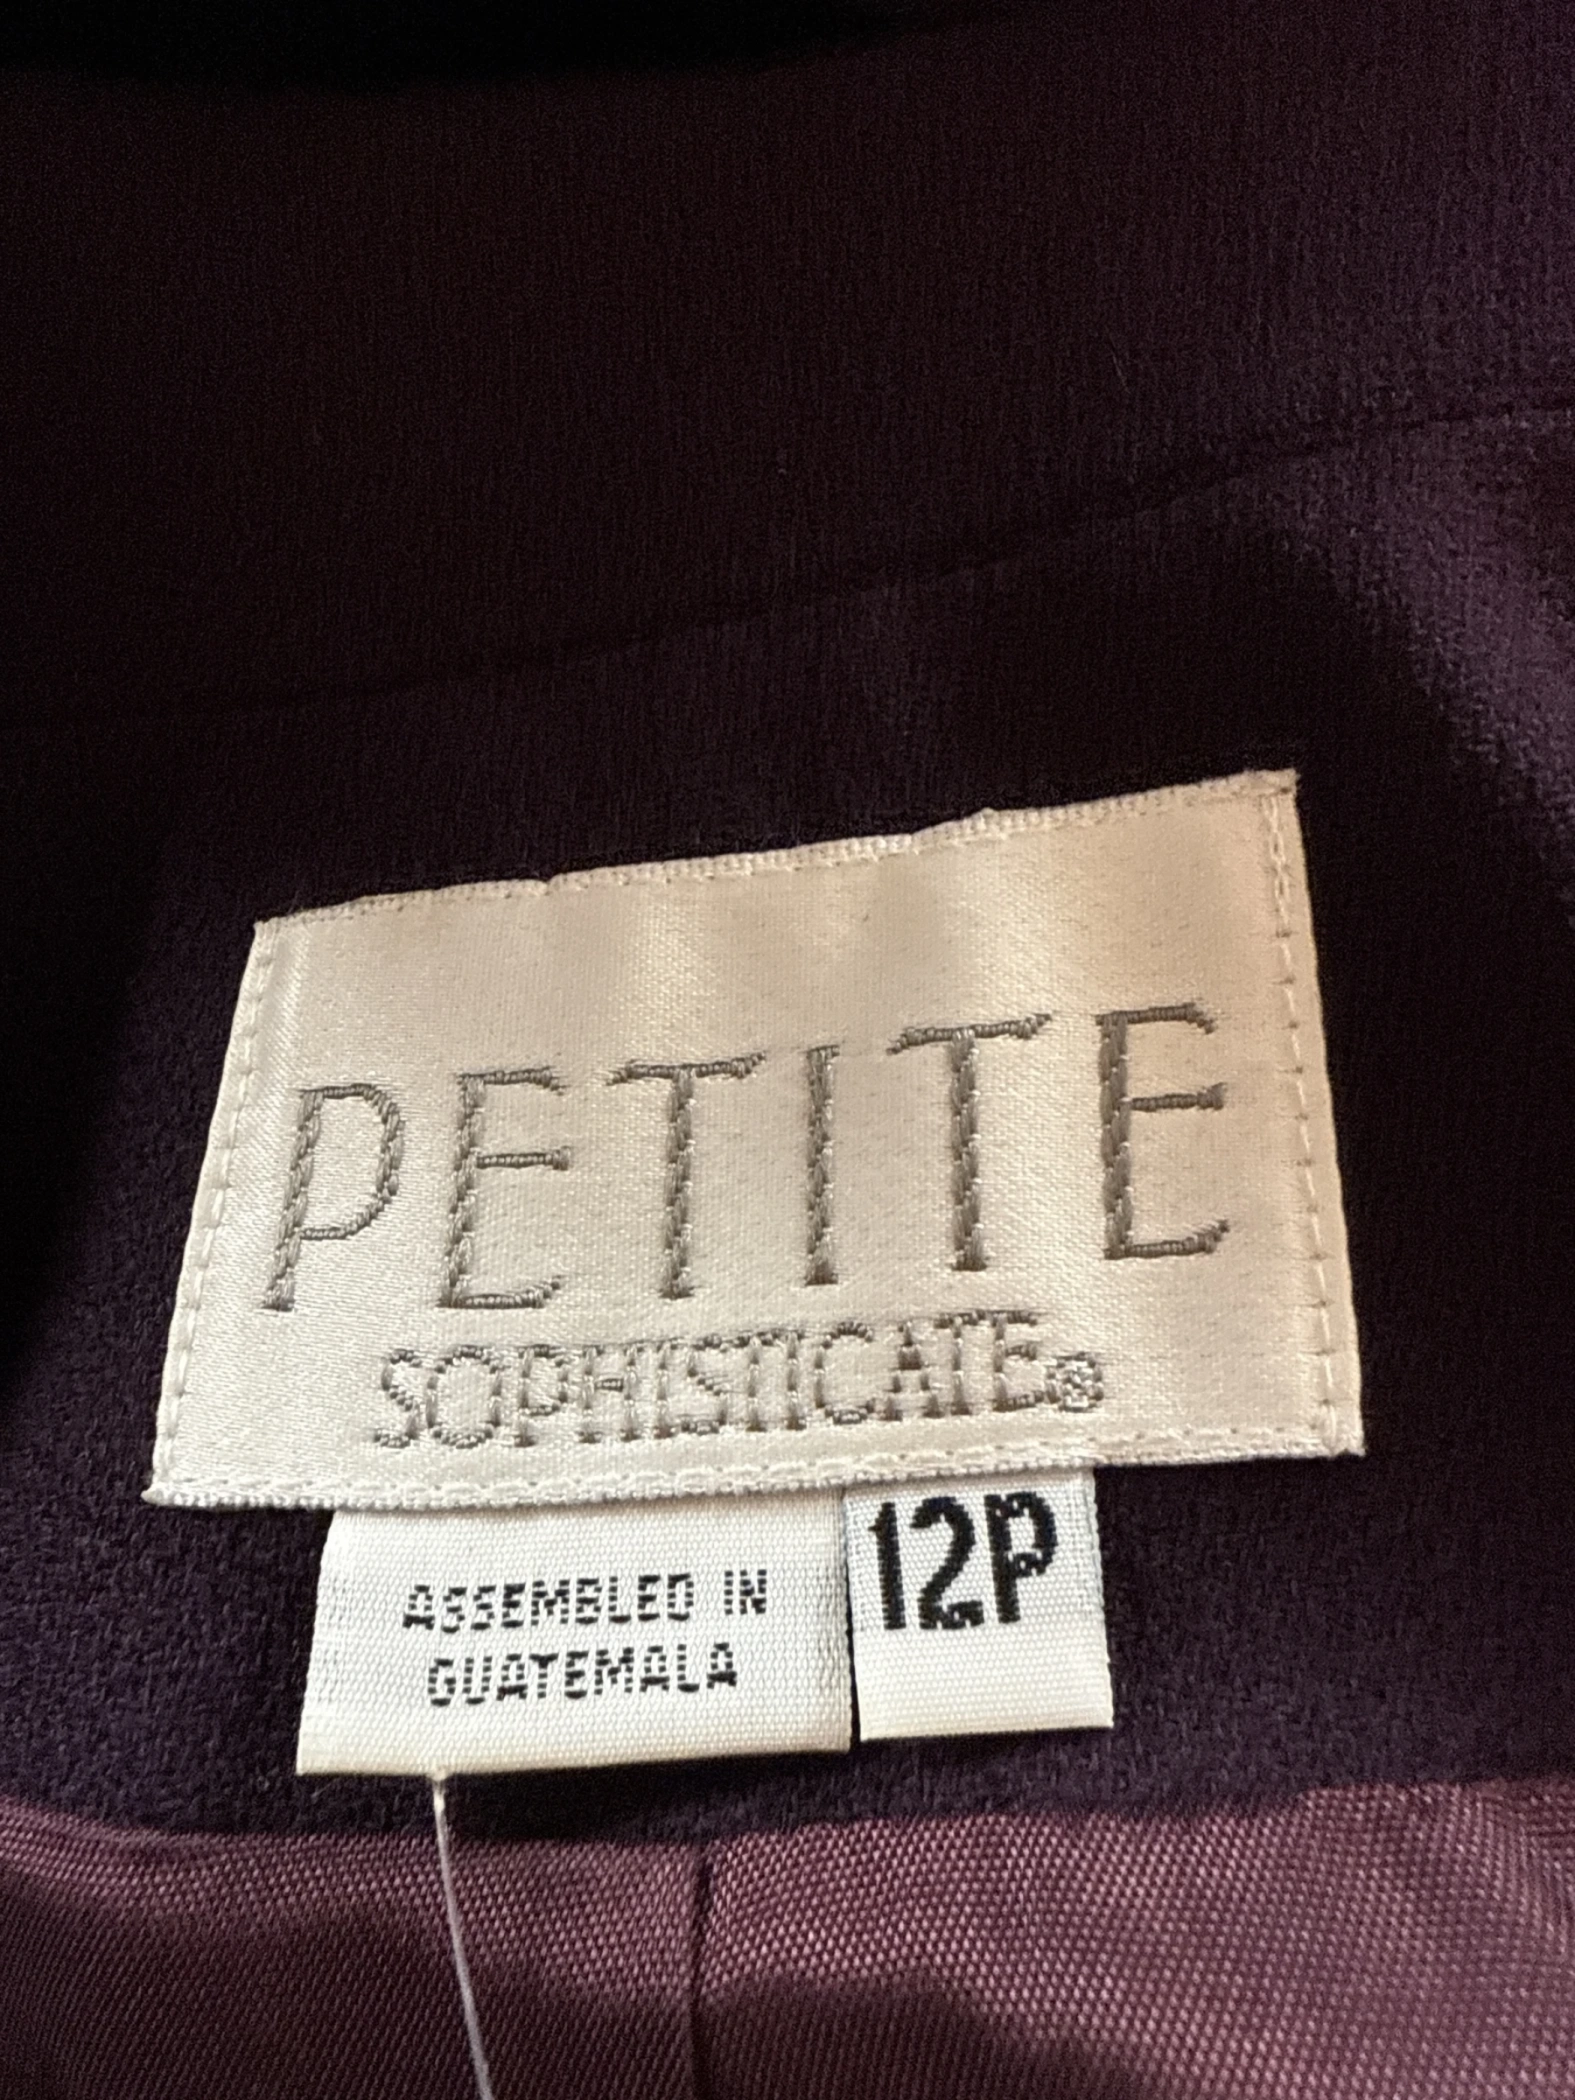 PETITE
SOPHISTICATE®
ASSEMBLED IN
GUATEMALA
12P